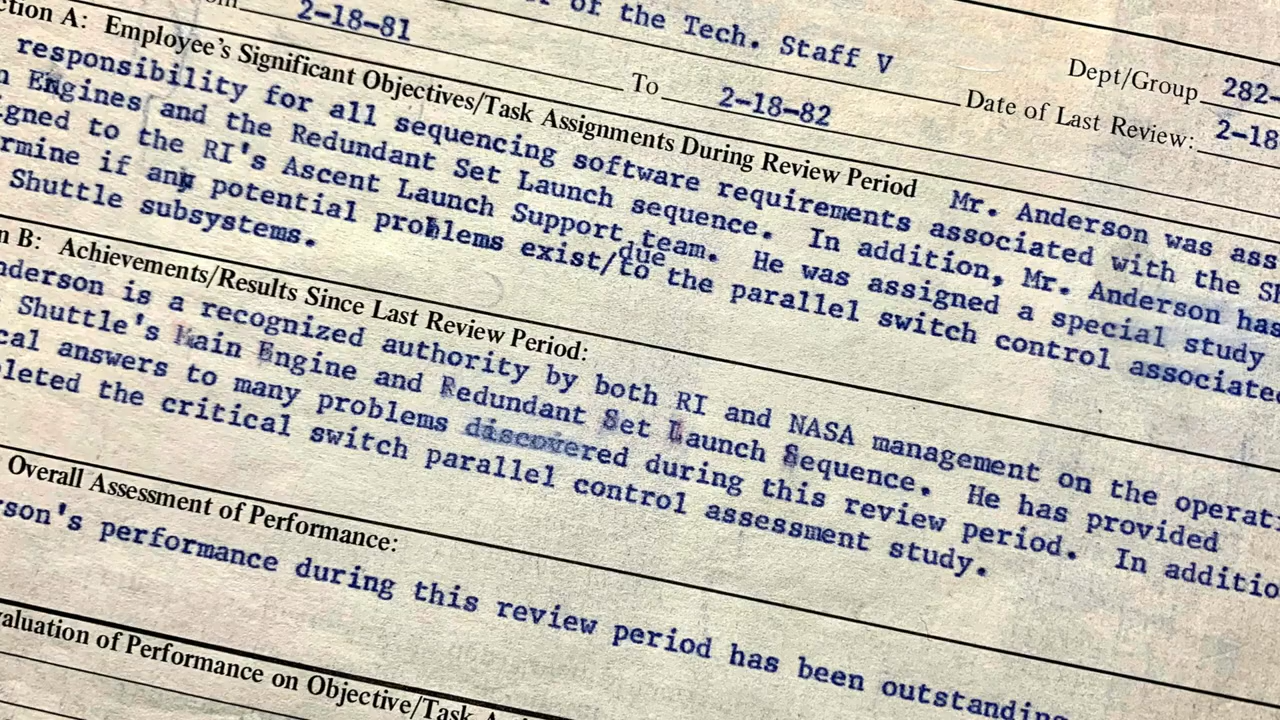 2-18-81
of the Tech. Staff V
Dept/Group 282-
To 2-18-82
Date of Last Review: 2-18
ction A: Employee's Significant Objectives/Task Assignments During Review Period Mr. Anderson was ass
responsibility for all sequencing software requirements associated with the S
Engines and the Redundant Set Launch sequence. In addition, Mr. Anderson has
gned to the RI's Ascent Launch Support team. He was assigned a special study
rmine if any potential problems exist/to the parallel switch control associated
due
Shuttle subsystems.
n B: Achievements/Results Since Last Review Period:
nderson is a recognized authority by both RI and NASA management on the operati
Shuttle's Main Engine and Redundant Set Launch Sequence. He has provided
cal answers to many problems discovered during this review period. In additio
leted the critical switch parallel control assessment study.
Overall Assessment of Performance:
rson's performance during this review period has been outstanding
valuation of Performance on Objective/Task